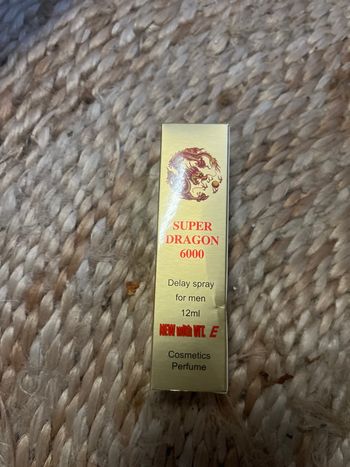 SUPER
DRAGON
6000
Delay spray
for men
12ml
NEW with VIT. E
Cosmetics
Perfume